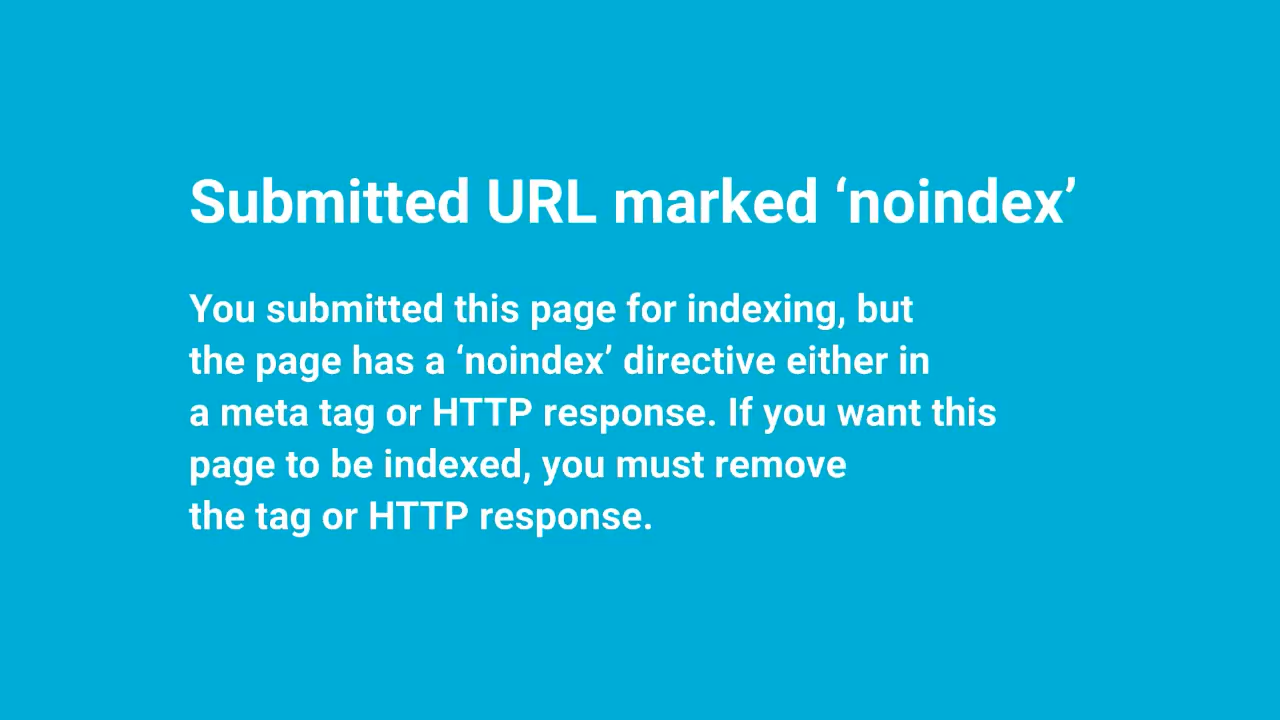 Submitted URL marked ‘noindex’
You submitted this page for indexing, but
the page has a ‘noindex’ directive either in
a meta tag or HTTP response. If you want this
page to be indexed, you must remove
the tag or HTTP response.